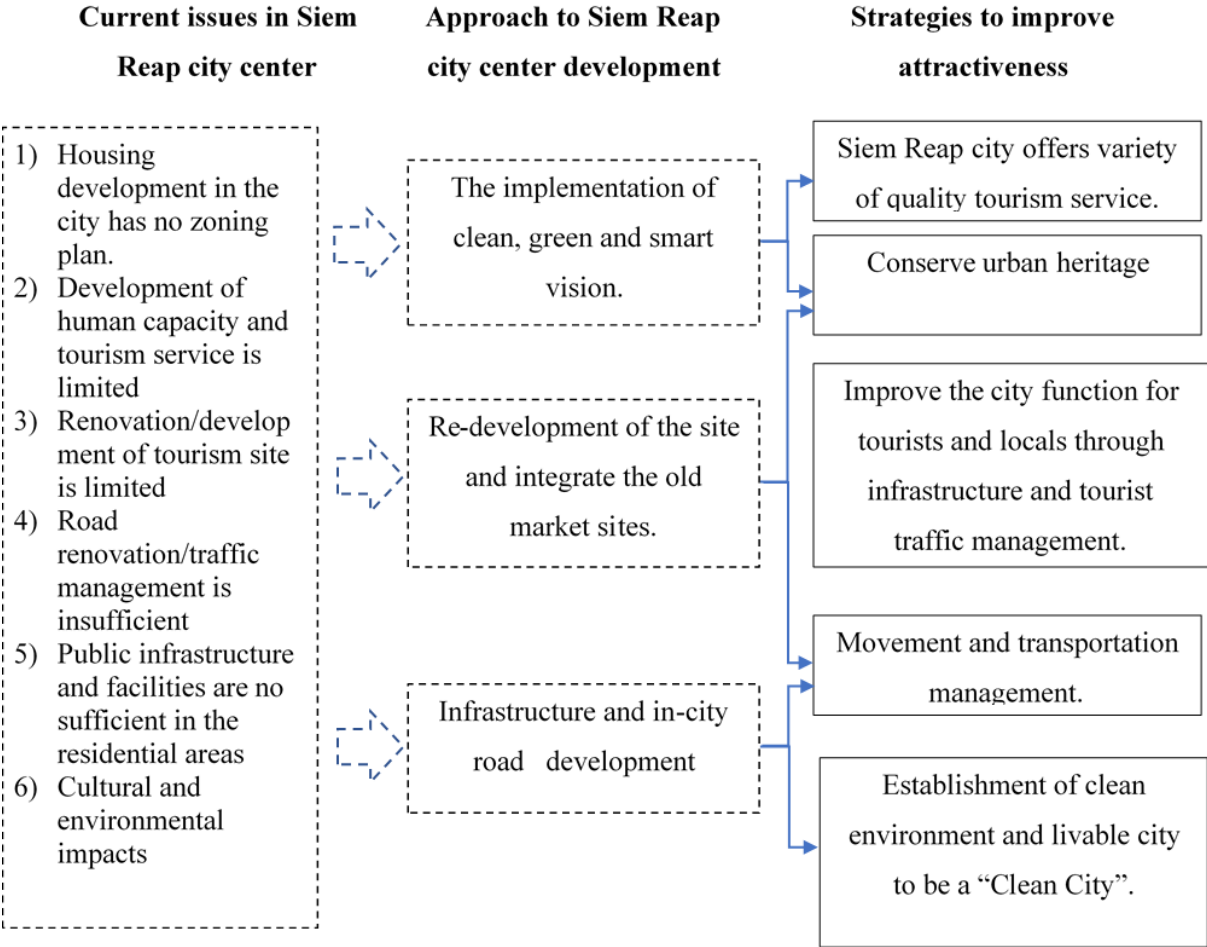 Current issues in Siem
Reap city center
Approach to Siem Reap
city center development
Strategies to improve
attractiveness
1) Housing
development in the
city has no zoning
plan.
2) Development of
human capacity and
tourism service is
limited
3) Renovation/develop
ment of tourism site
is limited
4) Road
renovation/traffic
management is
insufficient
5) Public infrastructure
and facilities are no
sufficient in the
residential areas
6) Cultural and
environmental
impacts
The implementation of
clean, green and smart
vision.
Re-development of the site
and integrate the old
market sites.
Infrastructure and in-city
road development
Siem Reap city offers variety
of quality tourism service.
Conserve urban heritage
Improve the city function for
tourists and locals through
infrastructure and tourist
traffic management.
Movement and transportation
management.
Establishment of clean
environment and livable city
to be a “Clean City”.